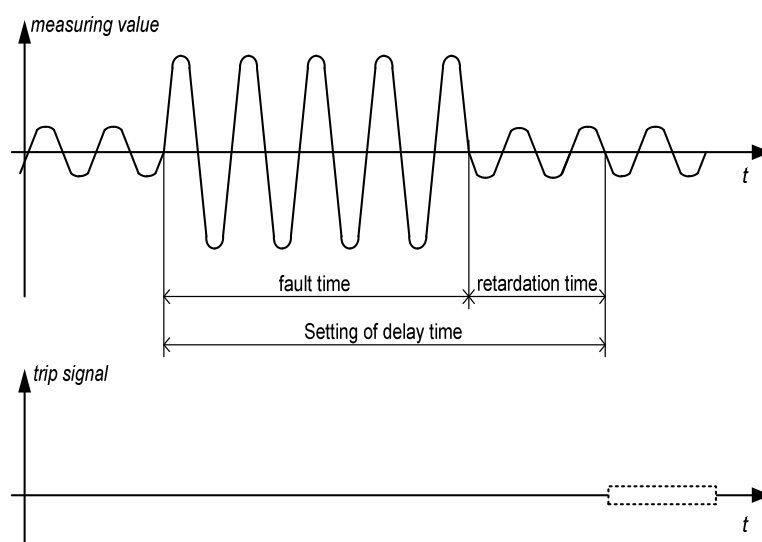 measuring value
t
fault time
retardation time
Setting of delay time
trip signal
t